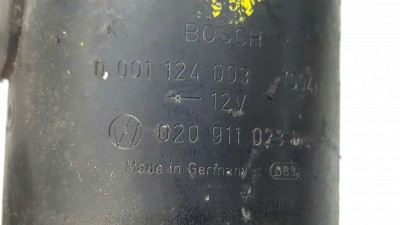 BOSCH
0 001 124 003
12V
020 911 023
Made in Germany